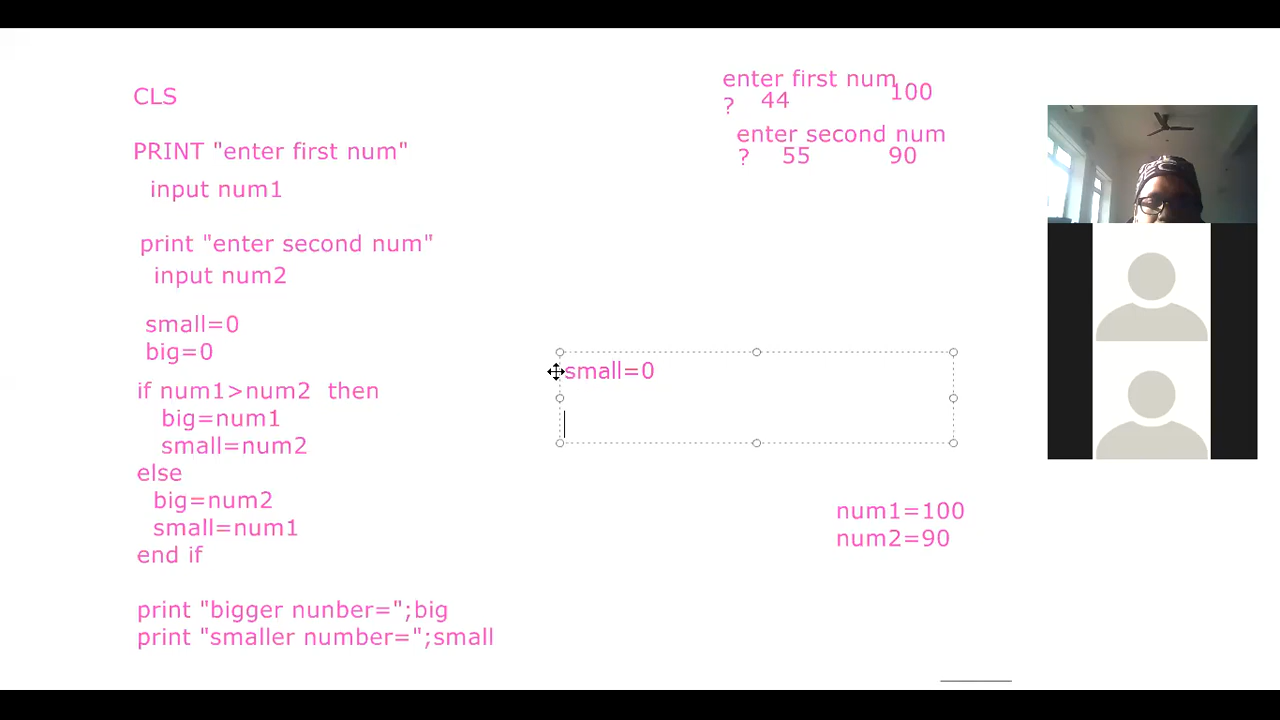 CLS
PRINT "enter first num"
input num1
print "enter second num"
input num2
small=0
big=0
if num1>num2  then
big=num1
small=num2
else
big=num2
small=num1
end if
print "bigger nunber=";big
print "smaller number=";small
enter first num
? 44 100
enter second num
? 55 90
small=0
num1=100
num2=90